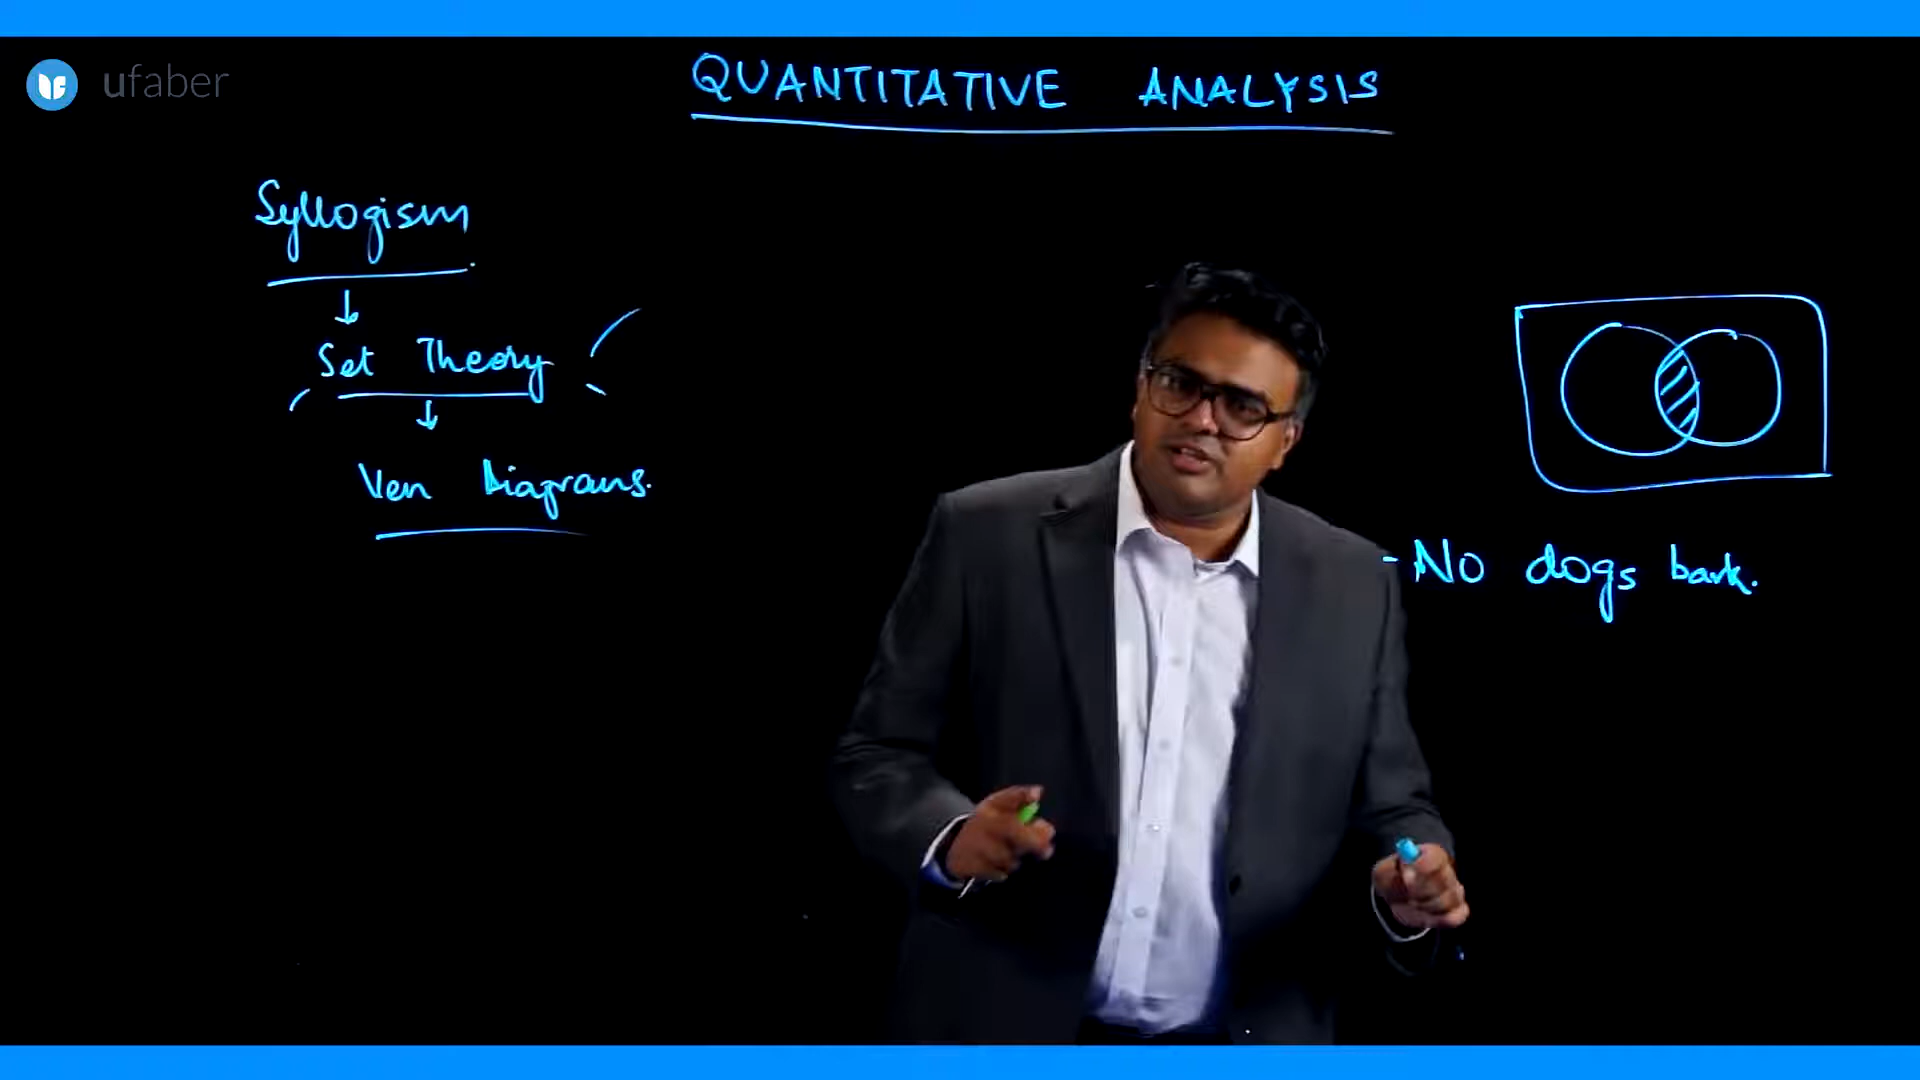 ufaber
QUANTITATIVE ANALYSIS
Syllogism
Set Theory
Ven Diagrams.
- No dogs bark.